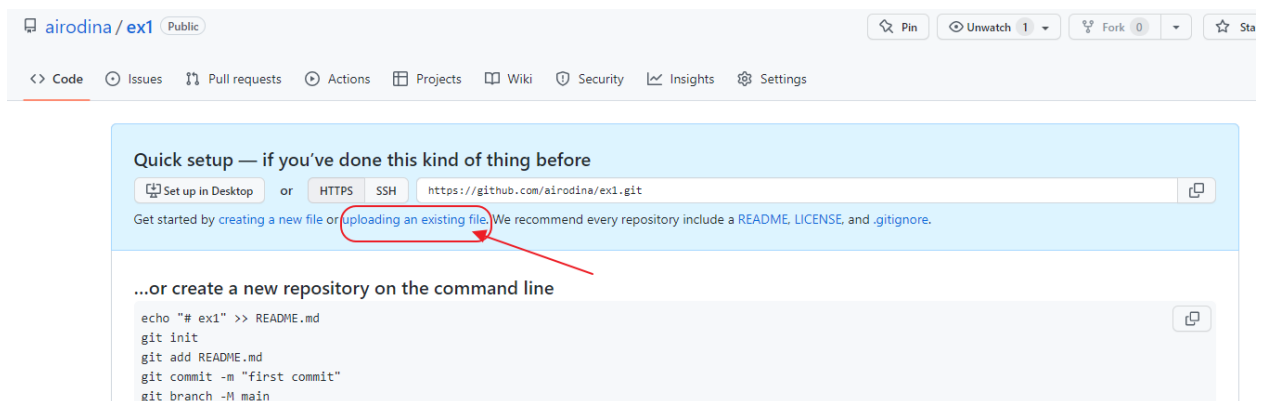 airodina / ex1 Public
Pin Unwatch 1 Fork 0
<> Code Issues Pull requests Actions Projects Wiki Security Insights Settings
Quick setup — if you’ve done this kind of thing before
Set up in Desktop or HTTPS SSH https://github.com/airodina/ex1.git
Get started by creating a new file or uploading an existing file. We recommend every repository include a README, LICENSE, and .gitignore.
...or create a new repository on the command line
echo "# ex1" >> README.md
git init
git add README.md
git commit -m "first commit"
git branch -M main